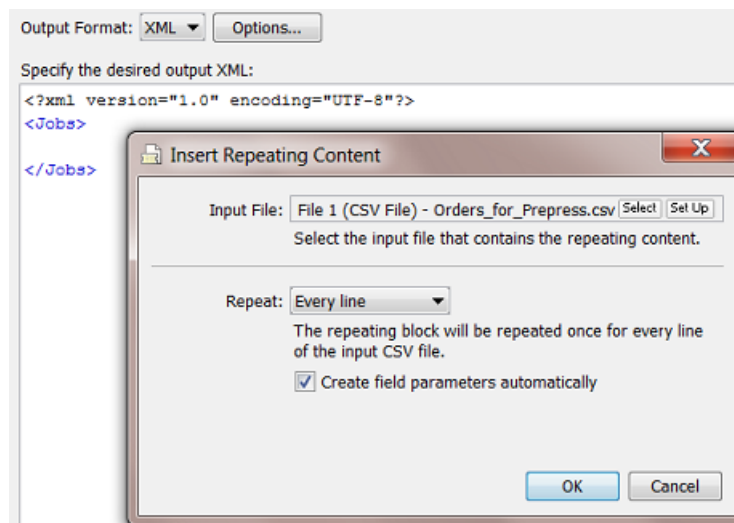 Output Format: XML Options...
Specify the desired output XML:
<?xml version="1.0" encoding="UTF-8"?>
<Jobs>
</Jobs>
Insert Repeating Content
Input File: File 1 (CSV File) - Orders_for_Prepress.csv Select Set Up
Select the input file that contains the repeating content.
Repeat: Every line
The repeating block will be repeated once for every line
of the input CSV file.
Create field parameters automatically
OK Cancel